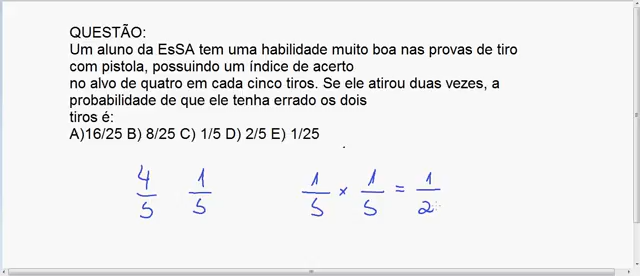 QUESTÃO:
Um aluno da EsSA tem uma habilidade muito boa nas provas de tiro
com pistola, possuindo um índice de acerto
no alvo de quatro em cada cinco tiros. Se ele atirou duas vezes, a
probabilidade de que ele tenha errado os dois
tiros é:
A)16/25 B) 8/25 C) 1/5 D) 2/5 E) 1/25
4/5 1/5 1/5 × 1/5 = 1/2